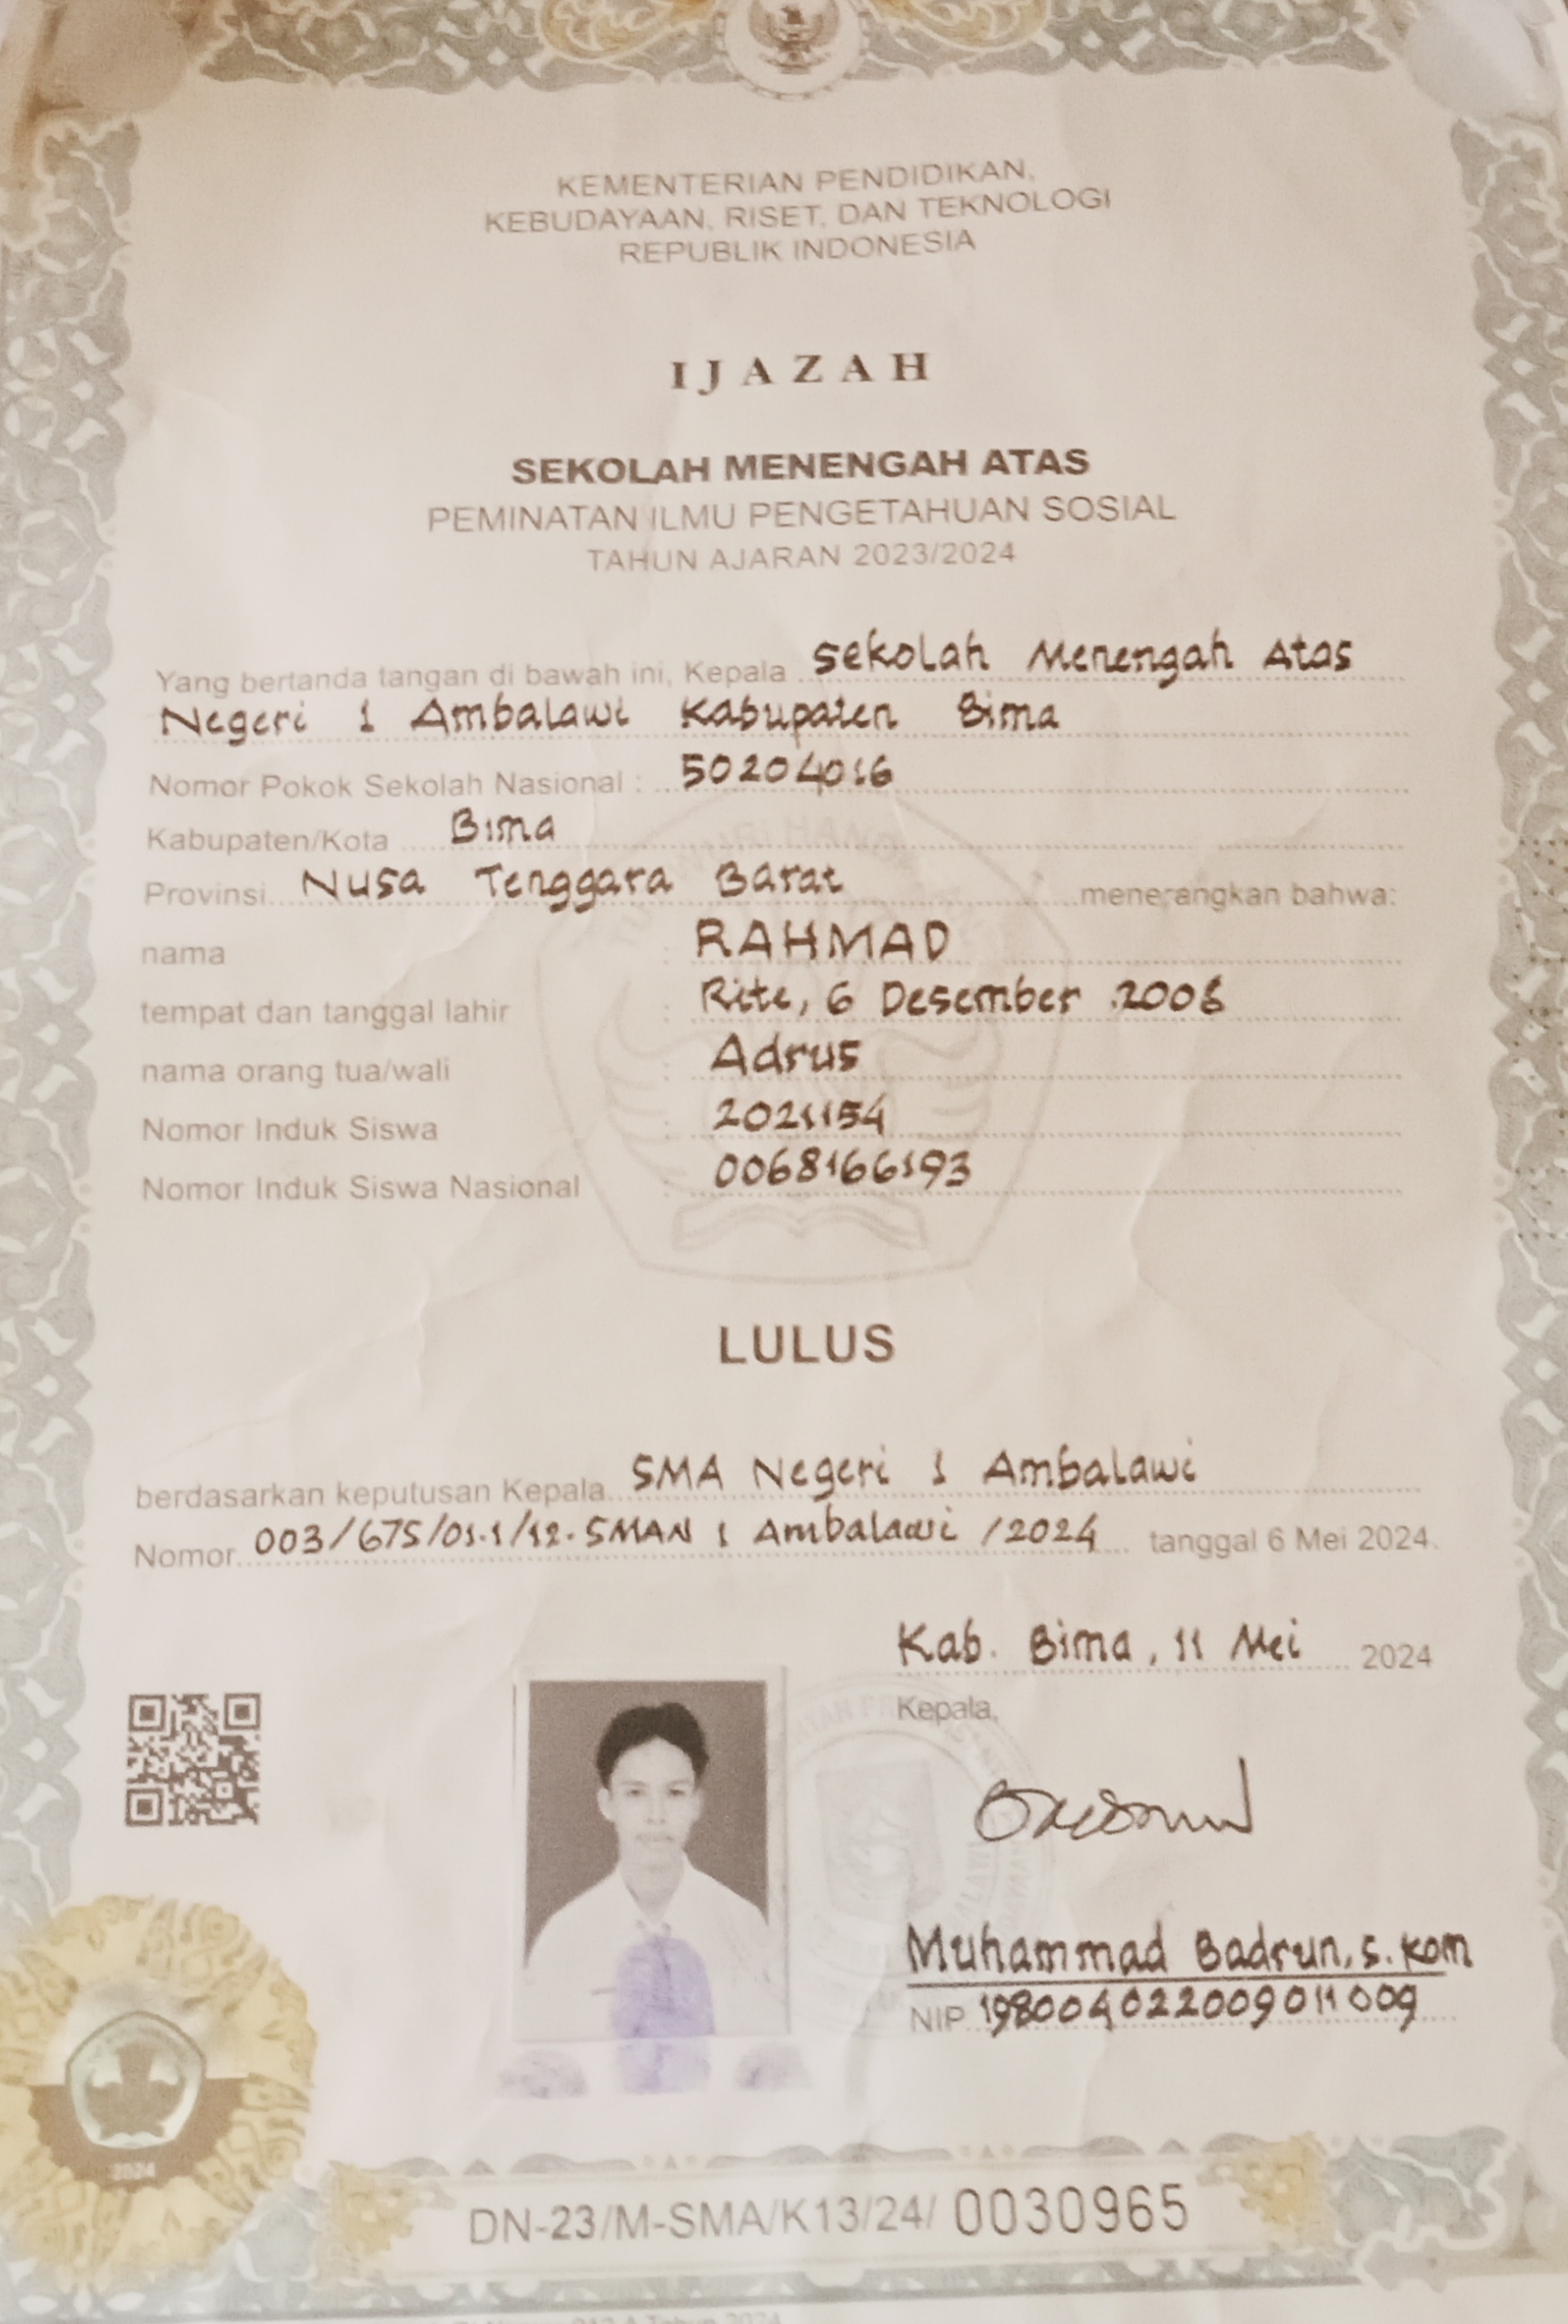 KEMENTERIAN PENDIDIKAN,
KEBUDAYAAN, RISET, DAN TEKNOLOGI
REPUBLIK INDONESIA
IJAZAH
SEKOLAH MENENGAH ATAS
PEMINATAN ILMU PENGETAHUAN SOSIAL
TAHUN AJARAN 2023/2024
Yang bertanda tangan di bawah ini, Kepala Sekolah Menengah Atas
Negeri 1 Ambalawi Kabupaten Bima
Nomor Pokok Sekolah Nasional : 50204016
Kabupaten/Kota Bima
Provinsi Nusa Tenggara Barat menerangkan bahwa:
nama : RAHMAD
tempat dan tanggal lahir : Rite, 6 Desember
nama orang tua/wali : Adrus
Nomor Induk Siswa : 2021154
Nomor Induk Siswa Nasional : 0068166193
LULUS
berdasarkan keputusan Kepala SMA Negeri 1 Ambalawi
Nomor 003/675/01.1/12.SMAN 1 Ambalawi /2024 tanggal 6 Mei 2024.
Kab. Bima, 11 Mei 2024
Kepala,
Muhammad Badrun, S.Kom
NIP 198004022009011009
2024
DN-23/M-SMA/K13/24/ 0030965